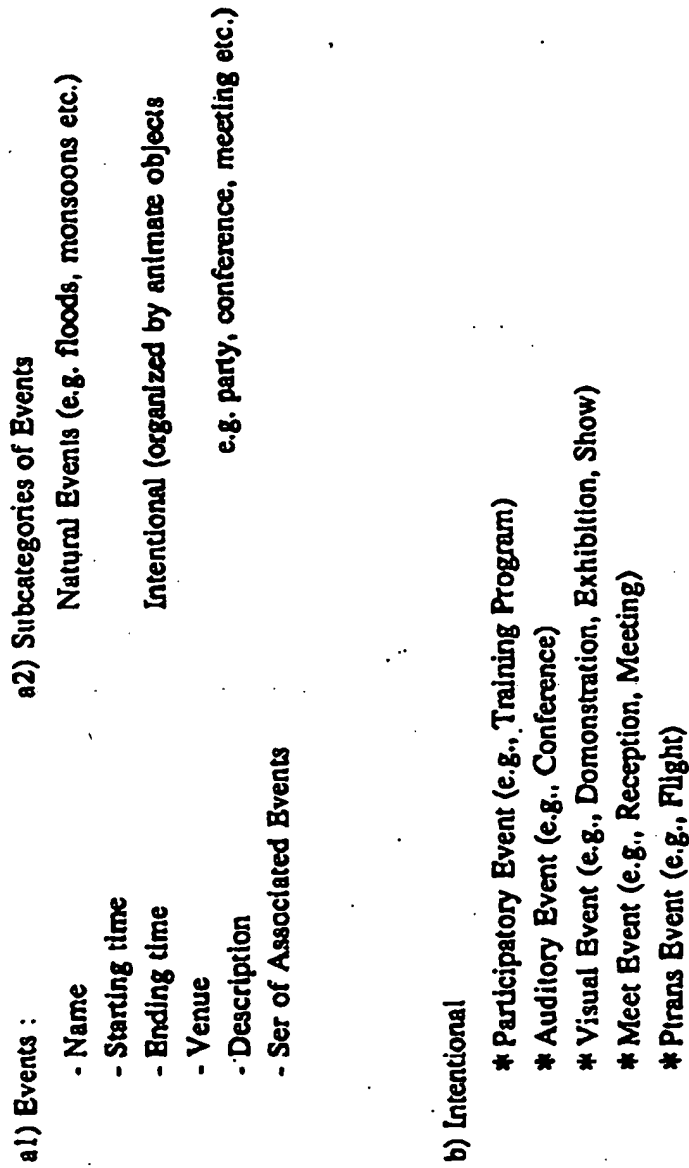 a1) Events :
- Name
- Starting time
- Ending time
- Venue
- Description
- Ser of Associated Events
a2) Subcategories of Events
Natural Events (e.g. floods, monsoons etc.)
Intentional (organized by animate objects
e.g. party, conference, meeting etc.)
b) Intentional
* Participatory Event (e.g., Training Program)
* Auditory Event (e.g., Conference)
* Visual Event (e.g., Domonstration, Exhibition, Show)
* Meet Event (e.g., Reception, Meeting)
* Ptrans Event (e.g., Flight)